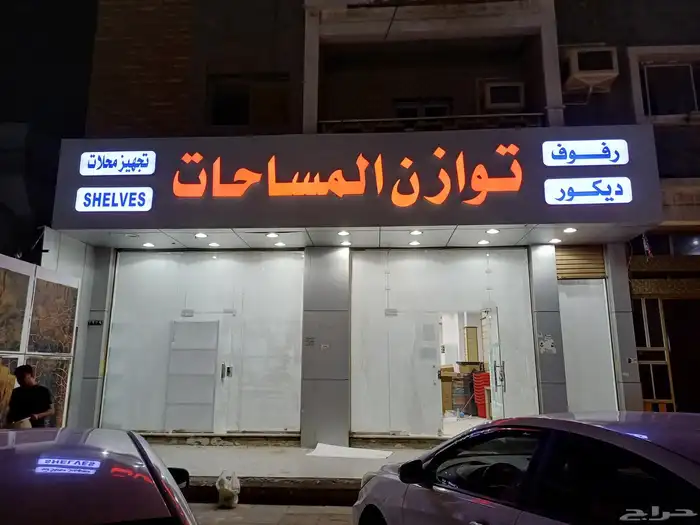 توازن المساحات
رفوف
ديكور
تجهيز محلات
SHELVES
حراج